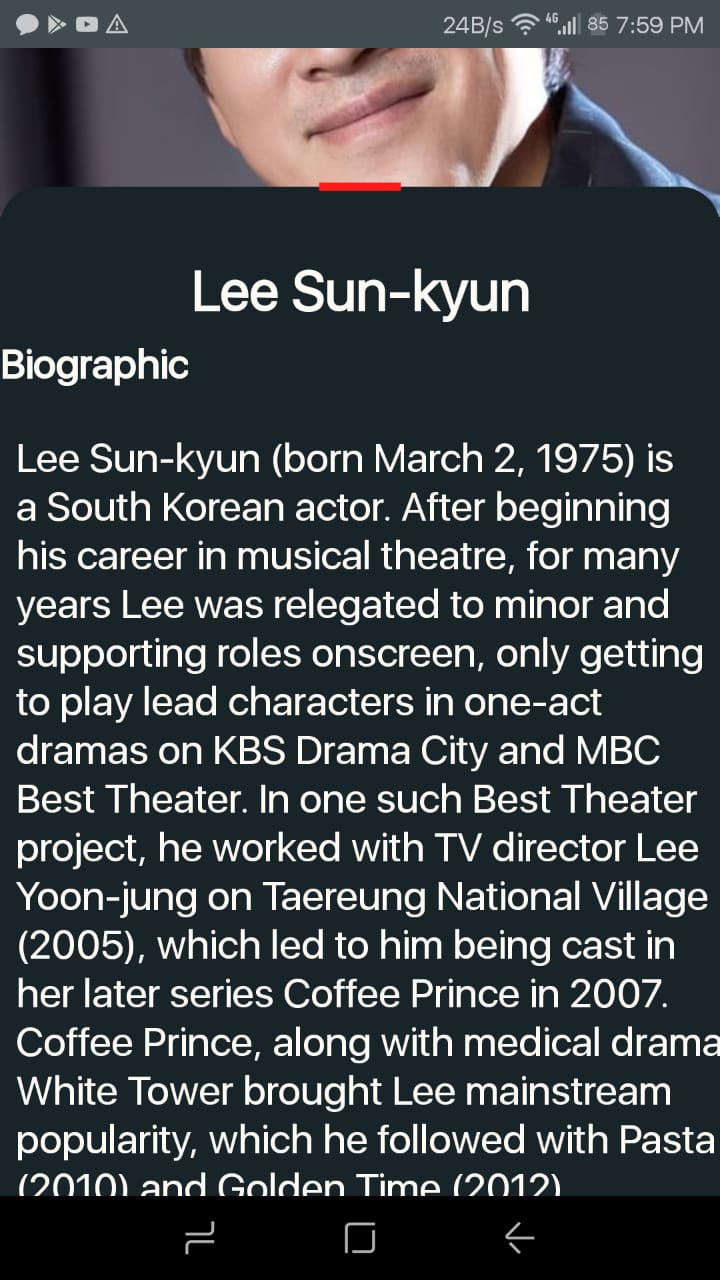 24B/s 4G 85 7:59 PM
Lee Sun-kyun
Biographic
Lee Sun-kyun (born March 2, 1975) is
a South Korean actor. After beginning
his career in musical theatre, for many
years Lee was relegated to minor and
supporting roles onscreen, only getting
to play lead characters in one-act
dramas on KBS Drama City and MBC
Best Theater. In one such Best Theater
project, he worked with TV director Lee
Yoon-jung on Taereung National Village
(2005), which led to him being cast in
her later series Coffee Prince in 2007.
Coffee Prince, along with medical drama
White Tower brought Lee mainstream
popularity, which he followed with Pasta
(2010) and Golden Time (2012)